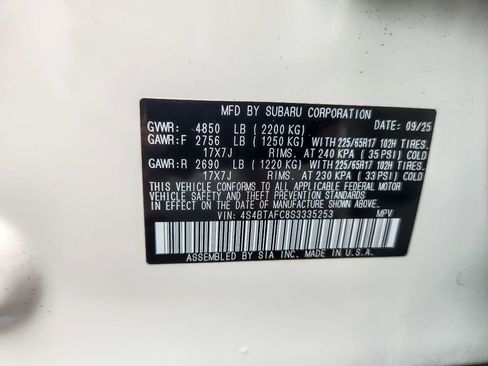 MFD BY SUBARU CORPORATION
GVWR: 4850 LB (2200 KG) DATE: 09/25
GAWR:F 2756 LB (1250 KG) WITH 225/65R17 102H TIRES.
17X7J RIMS. AT 240 KPA (35 PSI) COLD
GAWR:R 2690 LB (1220 KG) WITH 225/65R17 102H TIRES.
17X7J RIMS. AT 230 KPA (33 PSI) COLD
THIS VEHICLE CONFORMS TO ALL APPLICABLE FEDERAL MOTOR
VEHICLE SAFETY AND THEFT PREVENTION STANDARDS
IN EFFECT ON THE DATE OF MANUFACTURE SHOWN ABOVE.
VIN: 4S4BTAFC8S3335253 MPV
ASSEMBLED BY SIA INC. MADE IN U.S.A.